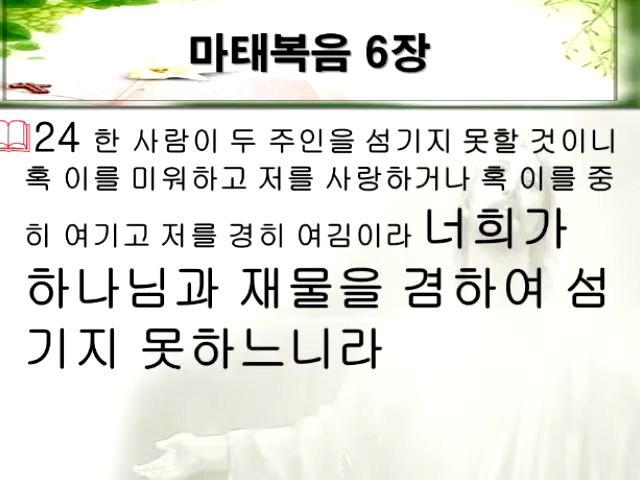 마태복음 6장
24 한 사람이 두 주인을 섬기지 못할 것이니
혹 이를 미워하고 저를 사랑하거나 혹 이를 중
히 여기고 저를 경히 여김이라 너희가
하나님과 재물을 겸하여 섬
기지 못하느니라